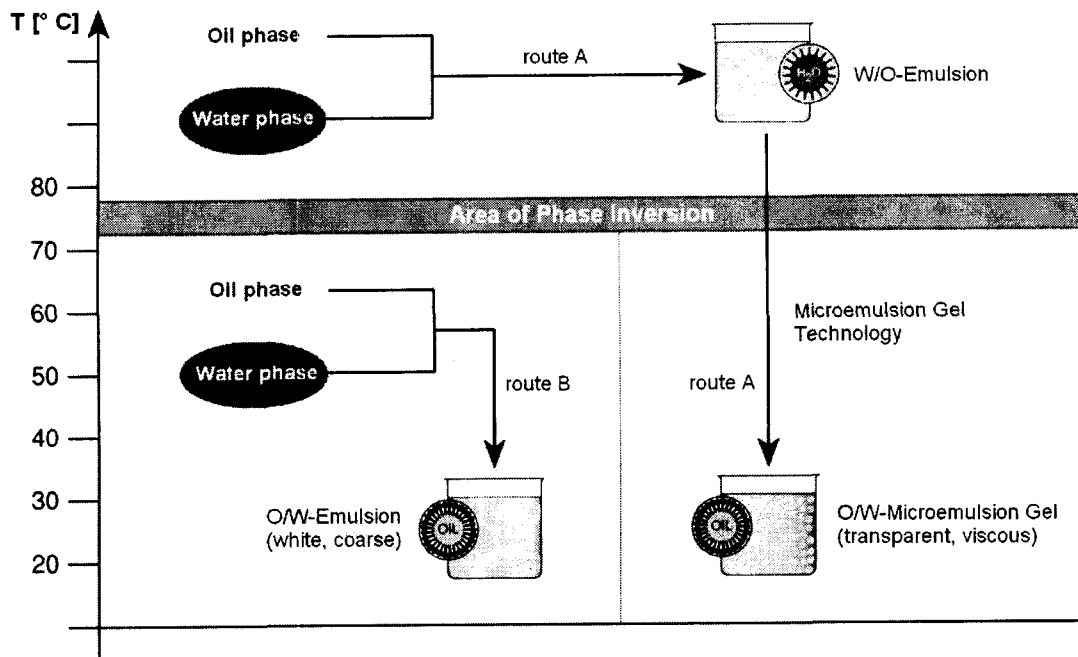 T [° C]
Oil phase
Water phase
route A
H₂O
W/O-Emulsion
80
Area of Phase Inversion
70
Oil phase
60
Water phase
50
route B
Microemulsion Gel
Technology
route A
40
30
O/W-Emulsion
(white, coarse)
OIL
OIL
O/W-Microemulsion Gel
(transparent, viscous)
20